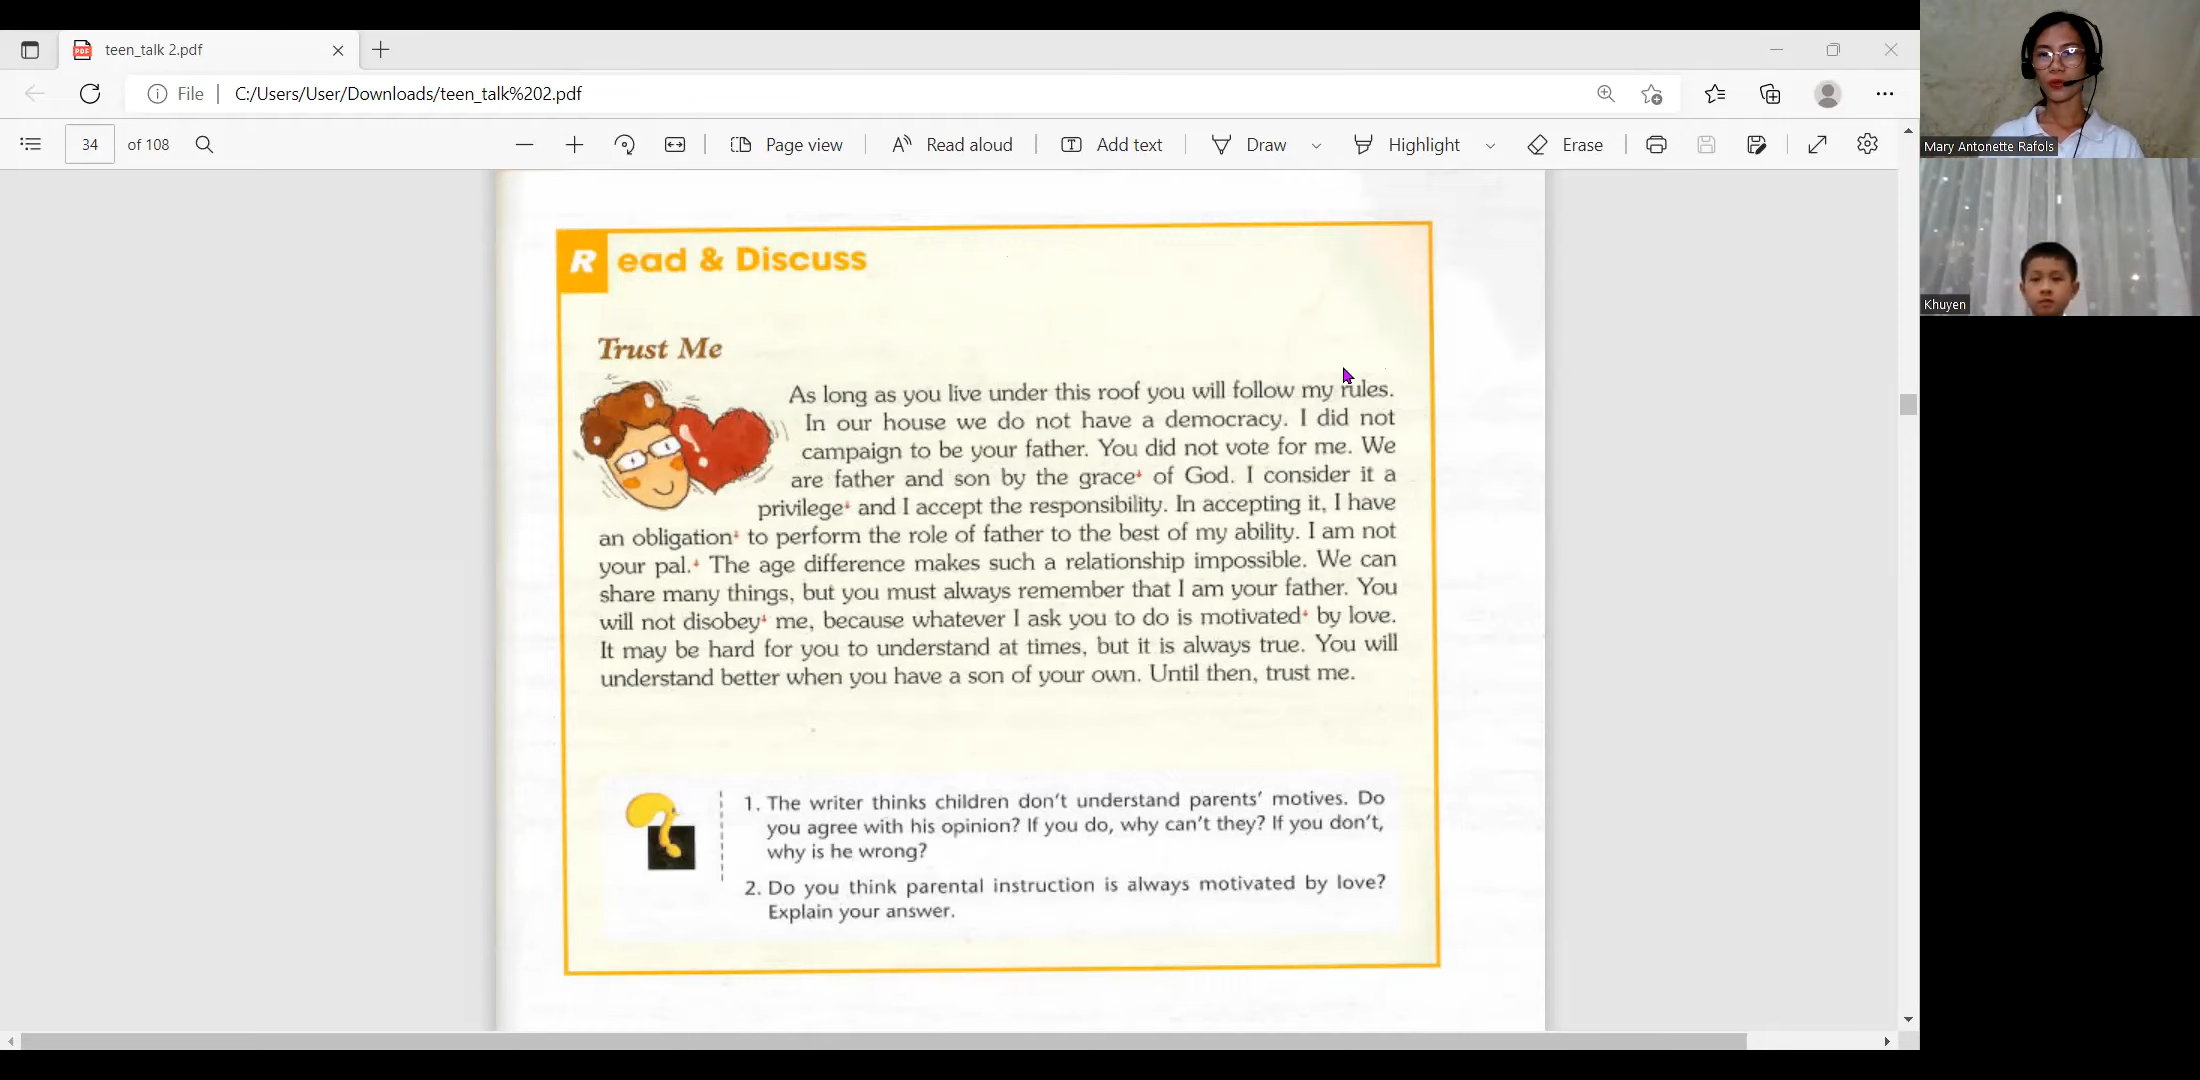 teen_talk 2.pdf
File
C:/Users/User/Downloads/teen_talk%202.pdf
34 of 108
Page view
Read aloud
Add text
Draw
Highlight
Erase
Mary Antonette Rafols
Khuyen
Read & Discuss
Trust Me
As long as you live under this roof you will follow my rules.
In our house we do not have a democracy. I did not
campaign to be your father. You did not vote for me. We
are father and son by the grace of God. I consider it a
privilege and I accept the responsibility. In accepting it, I have
an obligation to perform the role of father to the best of my ability. I am not
your pal. The age difference makes such a relationship impossible. We can
share many things, but you must always remember that I am your father. You
will not disobey me, because whatever I ask you to do is motivated by love.
It may be hard for you to understand at times, but it is always true. You will
understand better when you have a son of your own. Until then, trust me.
1. The writer thinks children don't understand parents' motives. Do
you agree with his opinion? If you do, why can't they? If you don't,
why is he wrong?
2. Do you think parental instruction is always motivated by love?
Explain your answer.